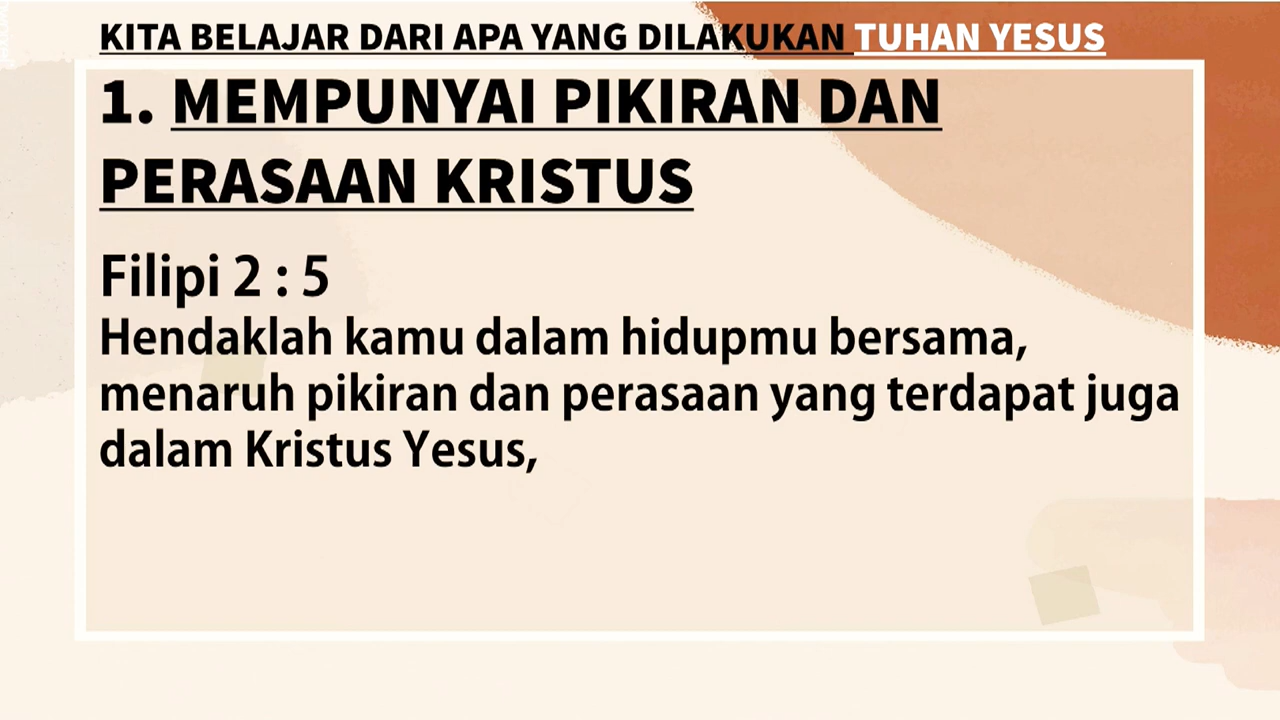 KITA BELAJAR DARI APA YANG DILAKUKAN TUHAN YESUS
1. MEMPUNYAI PIKIRAN DAN
PERASAAN KRISTUS
Filipi 2 : 5
Hendaklah kamu dalam hidupmu bersama,
menaruh pikiran dan perasaan yang terdapat juga
dalam Kristus Yesus,